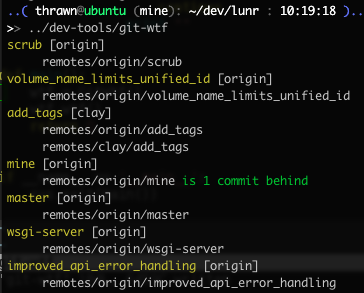 ..( thrawn@ubuntu (mine): ~/dev/lunr : 10:19:18 )..
>> ../dev-tools/git-wtf
scrub [origin]
remotes/origin/scrub
volume_name_limits_unified_id [origin]
remotes/origin/volume_name_limits_unified_id
add_tags [clay]
remotes/origin/add_tags
remotes/clay/add_tags
mine [origin]
remotes/origin/mine is 1 commit behind
master [origin]
remotes/origin/master
wsgi-server [origin]
remotes/origin/wsgi-server
improved_api_error_handling [origin]
remotes/origin/improved_api_error_handling